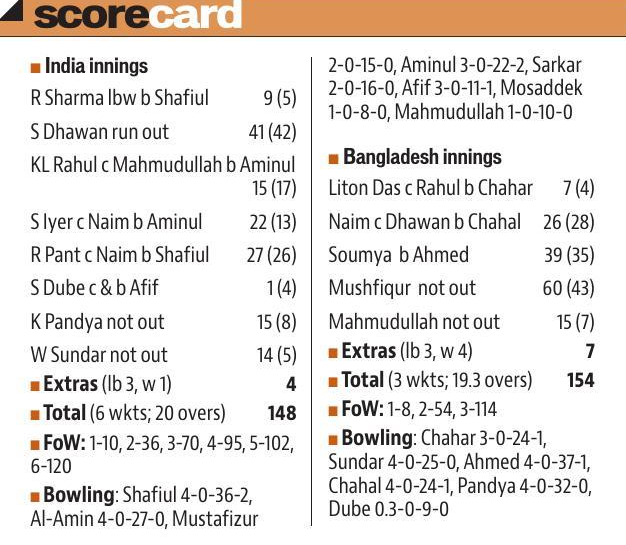 scorecard
India innings
R Sharma lbw b Shafiul 9 (5)
S Dhawan run out 41 (42)
KL Rahul c Mahmudullah b Aminul
15 (17)
S Iyer c Naim b Aminul 22 (13)
R Pant c Naim b Shafiul 27 (26)
S Dube c & b Afif 1 (4)
K Pandya not out 15 (8)
W Sundar not out 14 (5)
Extras (lb 3, w 1) 4
Total (6 wkts; 20 overs) 148
FoW: 1-10, 2-36, 3-70, 4-95, 5-102,
6-120
Bowling: Shafiul 4-0-36-2,
Al-Amin 4-0-27-0, Mustafizur
2-0-15-0, Aminul 3-0-22-2, Sarkar
2-0-16-0, Afif 3-0-11-1, Mosaddek
1-0-8-0, Mahmudullah 1-0-10-0
Bangladesh innings
Liton Das c Rahul b Chahar 7 (4)
Naim c Dhawan b Chahal 26 (28)
Soumya b Ahmed 39 (35)
Mushfiqur not out 60 (43)
Mahmudullah not out 15 (7)
Extras (lb 3, w 4) 7
Total (3 wkts; 19.3 overs) 154
FoW: 1-8, 2-54, 3-114
Bowling: Chahar 3-0-24-1,
Sundar 4-0-25-0, Ahmed 4-0-37-1,
Chahal 4-0-24-1, Pandya 4-0-32-0,
Dube 0.3-0-9-0